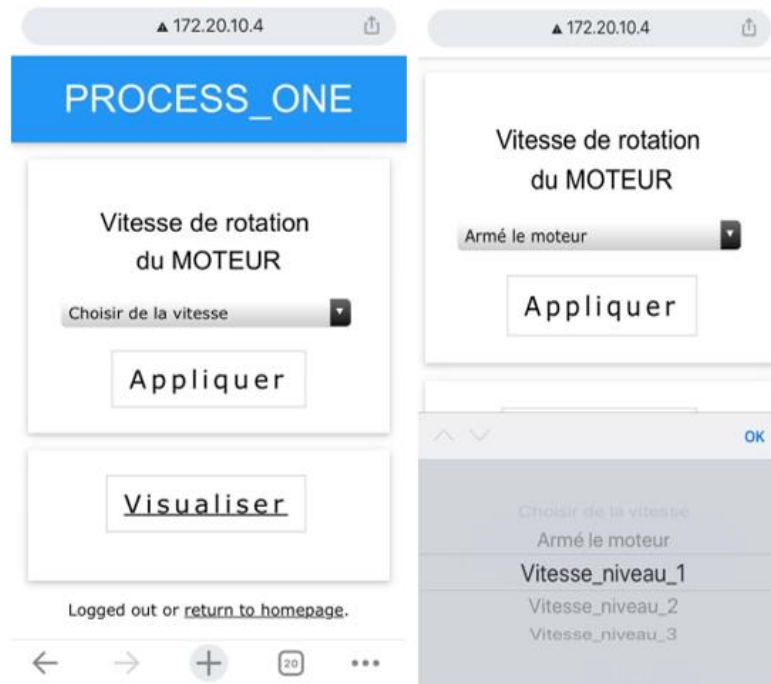 172.20.10.4
PROCESS_ONE
Vitesse de rotation
du MOTEUR
Choisir de la vitesse
Appliquer
Visualiser
Logged out or return to homepage.
20
172.20.10.4
Vitesse de rotation
du MOTEUR
Armé le moteur
Appliquer
OK
Choisir de la vitesse
Armé le moteur
Vitesse_niveau_1
Vitesse_niveau_2
Vitesse_niveau_3